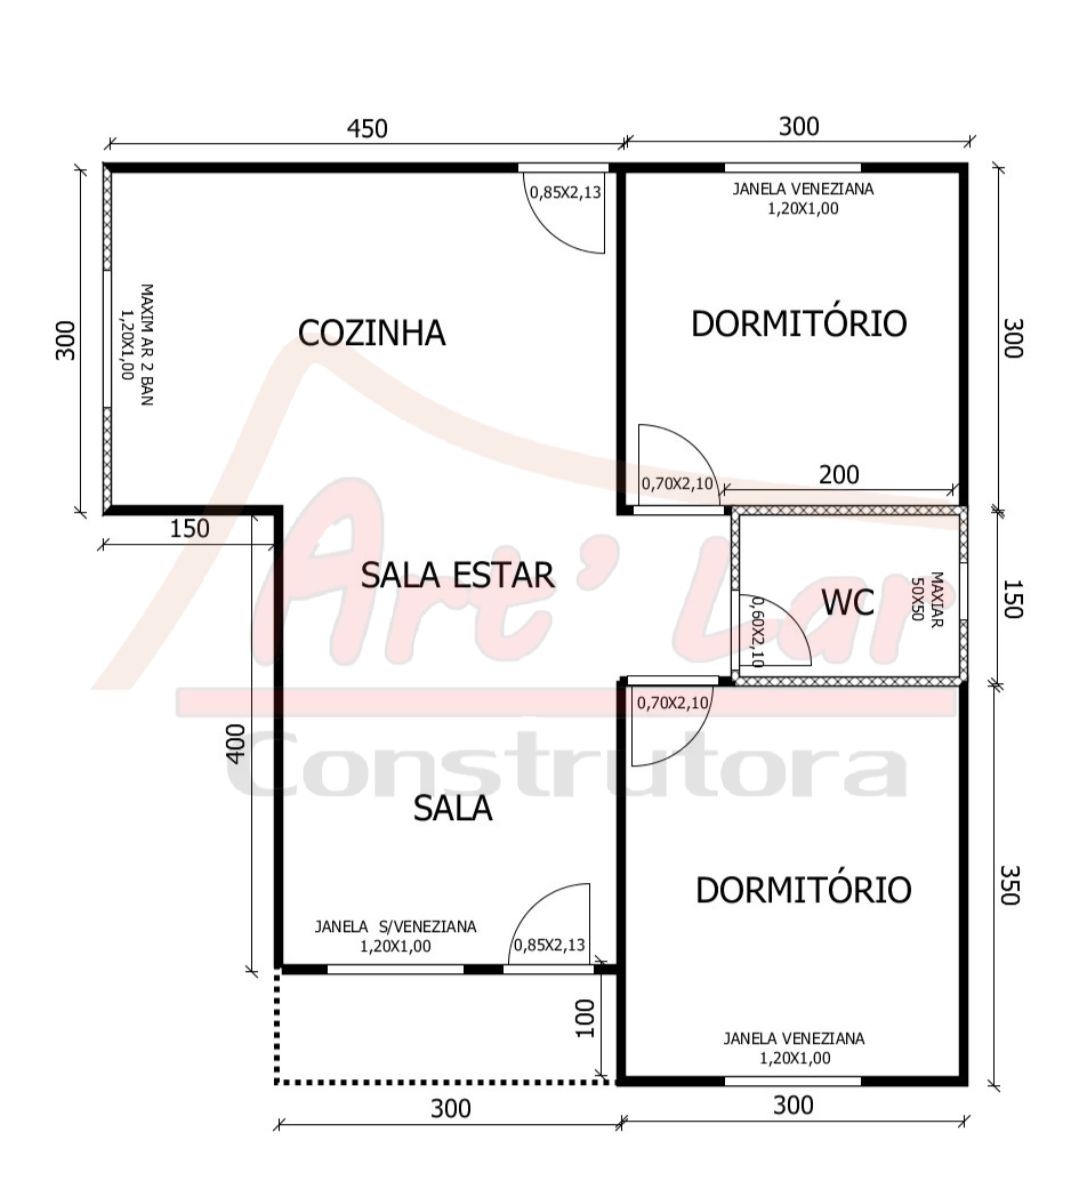 300
300
JANELA VENEZIANA
1,20X1,00
100
0,85X2,13
JANELA S/VENEZIANA
1,20X1,00
350
DORMITÓRIO
SALA
construtora
400
0,70X2,10
Art' Lar
150
MAXIAR
50X50
WC
0,60X2,10
SALA ESTAR
150
200
0,70X2,10
300
DORMITÓRIO
COZINHA
MAXIM AR 2 BAN
1,20X1,00
300
JANELA VENEZIANA
1,20X1,00
0,85X2,13
300
450